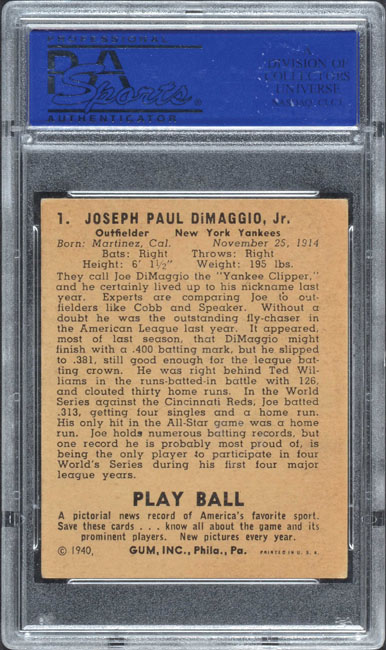 PROFESSIONAL
PSA
Sports
AUTHENTICATOR
A
DIVISION OF
COLLECTORS
UNIVERSE
NASDAQ: CLCT
1. JOSEPH PAUL DiMAGGIO, Jr.
Outfielder New York Yankees
Born: Martinez, Cal. November 25, 1914
Bats: Right Throws: Right
Height: 6' 1½" Weight: 195 lbs.
They call Joe DiMaggio the "Yankee Clipper,"
and he certainly lived up to his nickname last
year. Experts are comparing Joe to out-
fielders like Cobb and Speaker. Without a
doubt he was the outstanding fly-chaser in
the American League last year. It appeared,
most of last season, that DiMaggio might
finish with a .400 batting mark, but he slipped
to .381, still good enough for the league bat-
ting crown. He was right behind Ted Wil-
liams in the runs-batted-in battle with 126,
and clouted thirty home runs. In the World
Series against the Cincinnati Reds, Joe batted
.313, getting four singles and a home run.
His only hit in the All-Star game was a home
run. Joe holds numerous batting records, but
one record he is probably most proud of, is
being the only player to participate in four
World's Series during his first four major
league years.
PLAY BALL
A pictorial news record of America's favorite sport.
Save these cards . . . know all about the game and its
prominent players. New pictures every year.
© 1940, GUM, INC., Phila., Pa. PRINTED IN U. S. A.